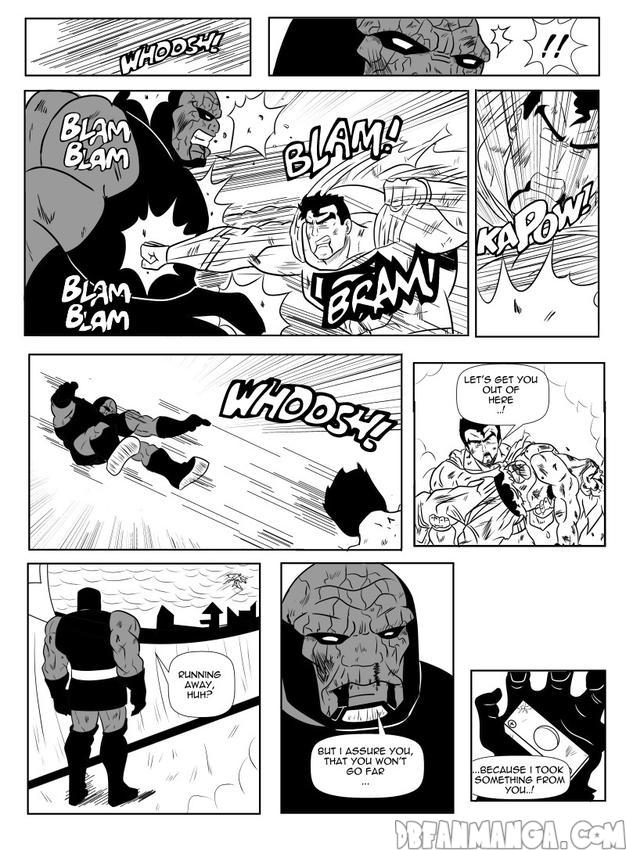 WHOOSH!
!!
BLAM
BLAM
BLAM!
BLAM
BLAM
BRAM!
KAPOW!
WHOOSH!
LET'S GET YOU
OUT OF
HERE
..!
RUNNING
AWAY,
HUH?
BUT I ASSURE YOU,
THAT YOU WON'T
GO FAR
...
...BECAUSE I TOOK
SOMETHING FROM
YOU..!
DBFANMANGA.COM